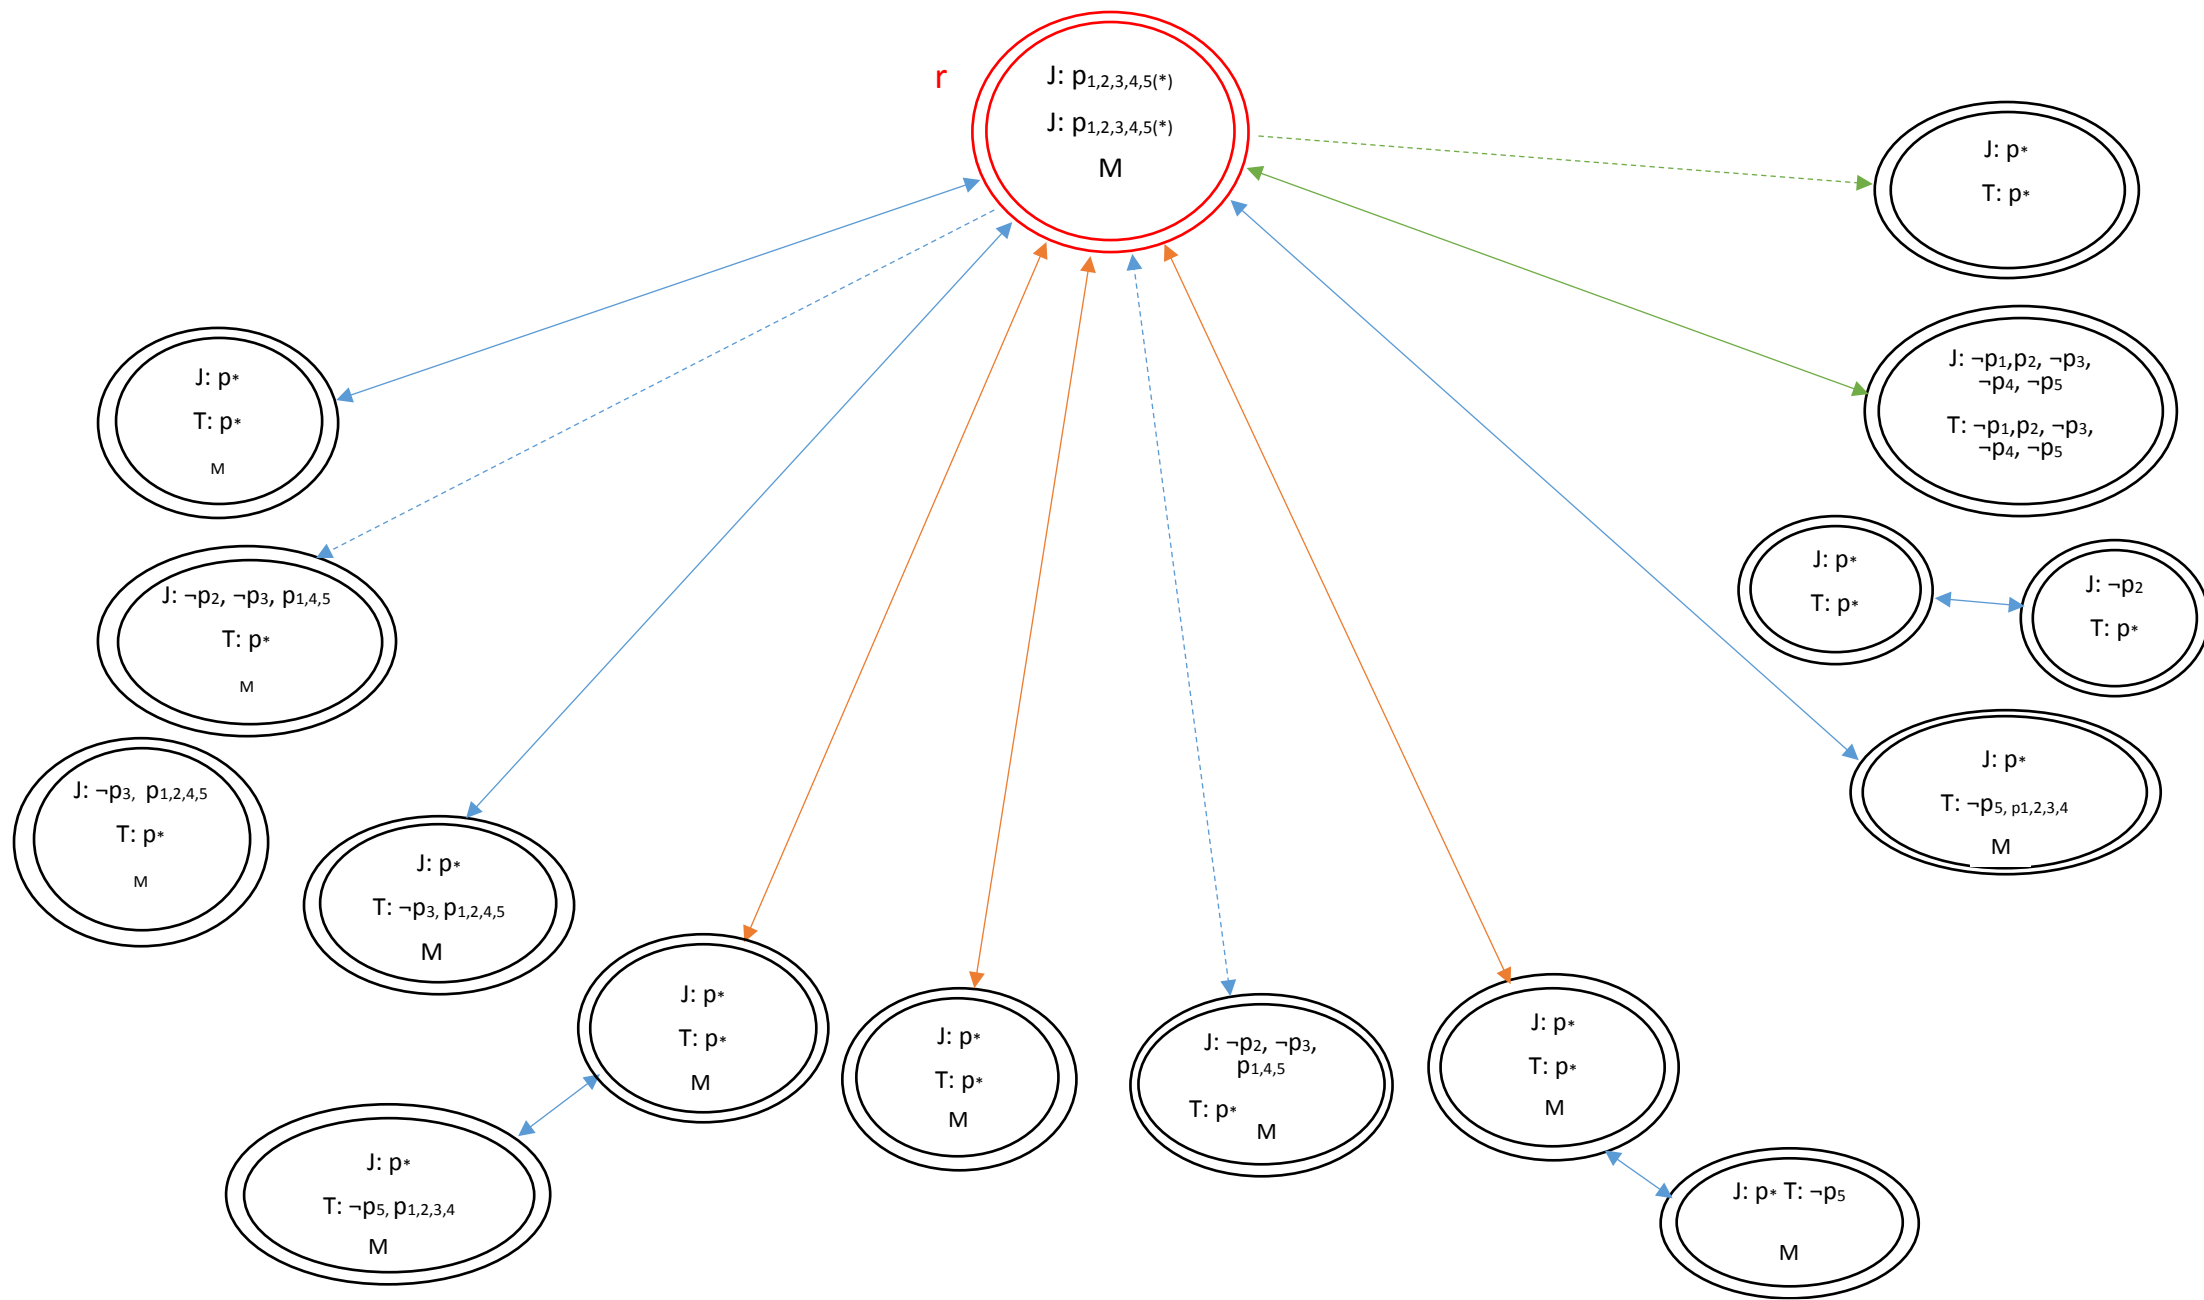 r
J: p1,2,3,4,5(*)
J: p1,2,3,4,5(*)
M
J: p*
T: p*
J: ¬p1,p2, ¬p3,
¬p4, ¬p5
T: ¬p1,p2, ¬p3,
¬p4, ¬p5
J: p*
T: p*
M
J: p*
T: p*
J: ¬p2
T: p*
J: ¬p2, ¬p3, p1,4,5
T: p*
M
J: p*
T: ¬p5, p1,2,3,4
M
J: ¬p3, p1,2,4,5
T: p*
M
J: p*
T: ¬p3, p1,2,4,5
M
J: p*
T: p*
M
J: p*
T: p*
M
J: ¬p2, ¬p3,
p1,4,5
T: p*
M
J: p*
T: p*
M
J: p*
T: ¬p5, p1,2,3,4
M
J: p* T: ¬p5
M